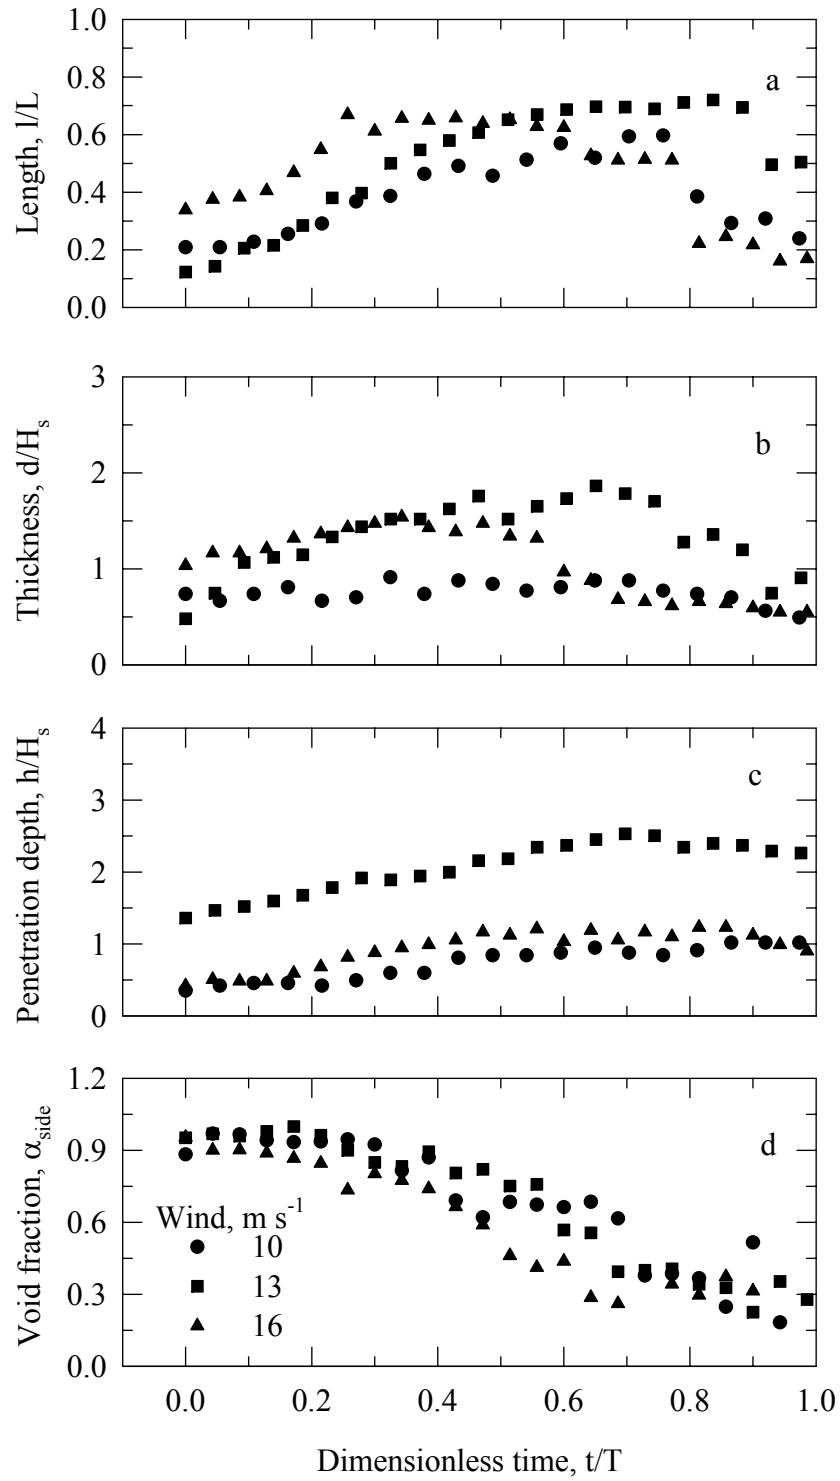 1.0
0.8
a
0.6
Length, l/L
0.4
0.2
0.0
3
b
2
Thickness, d/Hs
1
0
4
c
3
Penetration depth, h/Hs
2
1
0
1.2
d
0.9
Void fraction, αside
Wind, m s-1
0.6
10
13
0.3
16
0.0
0.0 0.2 0.4 0.6 0.8 1.0
Dimensionless time, t/T